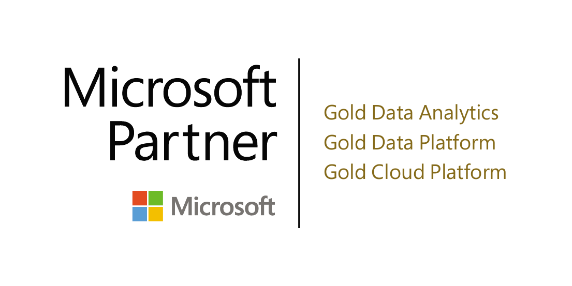 Microsoft
Partner
Microsoft
Gold Data Analytics
Gold Data Platform
Gold Cloud Platform